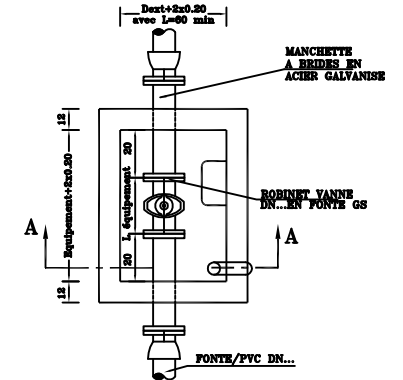 Dext+2x0.20
avec L=60 min
MANCHETTE
A BRIDES EN
ACIER GALVANISE
12
20
Equipement+2x0.20
L équipement
ROBINET VANNE
DN...EN FONTE GS
A
A
20
12
FONTE/PVC DN...